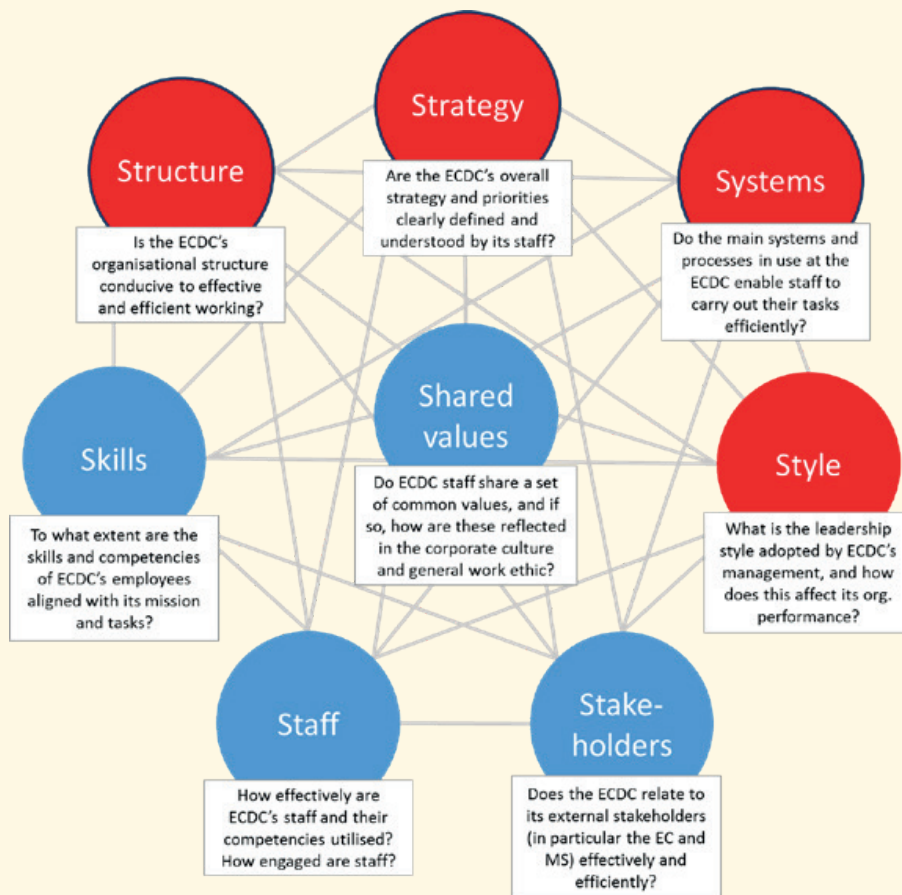 Strategy
Are the ECDC's overall
strategy and priorities
clearly defined and
understood by its staff?
Structure
Is the ECDC's
organisational structure
conducive to effective
and efficient working?
Systems
Do the main systems and
processes in use at the
ECDC enable staff to
carry out their tasks
efficiently?
Skills
To what extent are the
skills and competencies
of ECDC's employees
aligned with its mission
and tasks?
Shared
values
Do ECDC staff share a set
of common values, and if
so, how are these reflected
in the corporate culture
and general work ethic?
Style
What is the leadership
style adopted by ECDC's
management, and how
does this affect its org.
performance?
Staff
How effectively are
ECDC's staff and their
competencies utilised?
How engaged are staff?
Stake-
holders
Does the ECDC relate to
its external stakeholders
(in particular the EC and
MS) effectively and
efficiently?